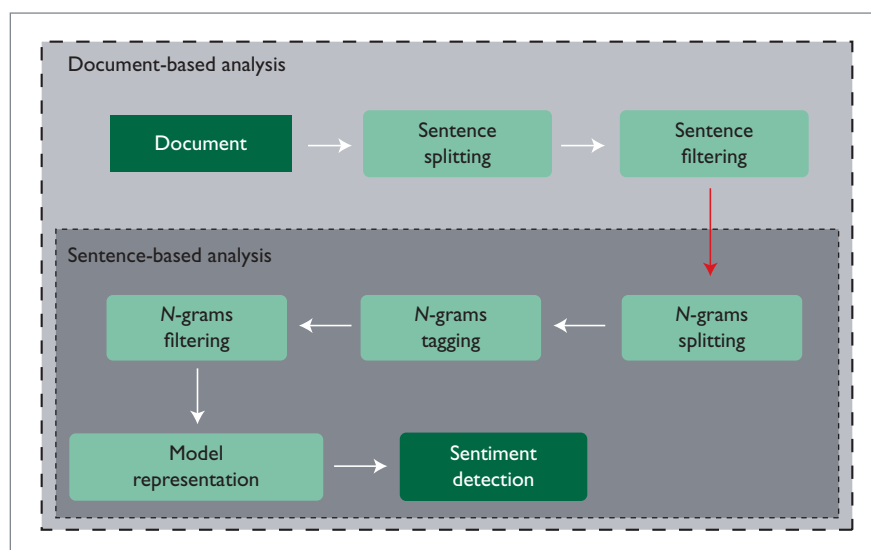 Document-based analysis
Document
Sentence
splitting
Sentence
filtering
Sentence-based analysis
N-grams
filtering
N-grams
tagging
N-grams
splitting
Model
representation
Sentiment
detection